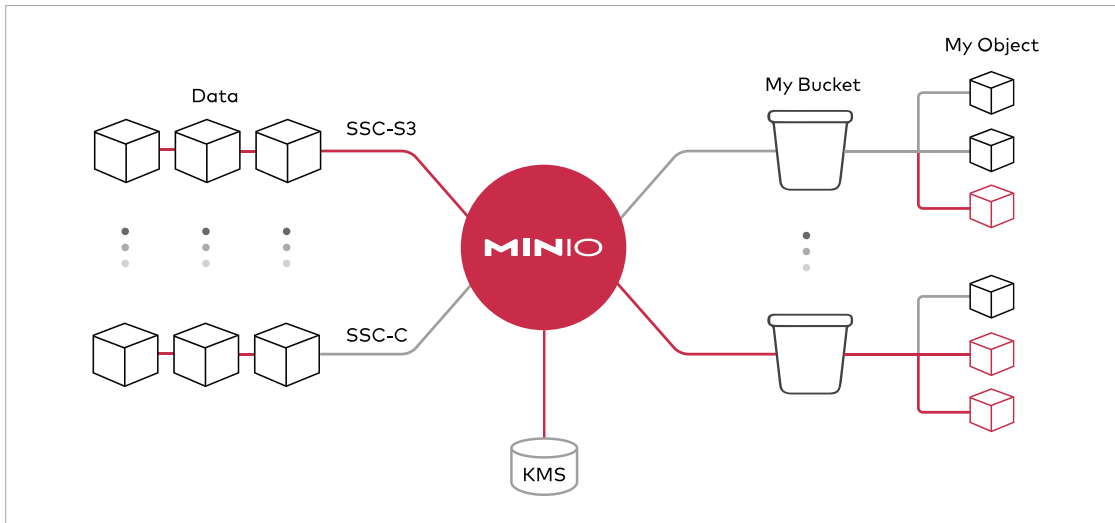 My Object
My Bucket
Data
SSC-S3
MINIO
SSC-C
KMS